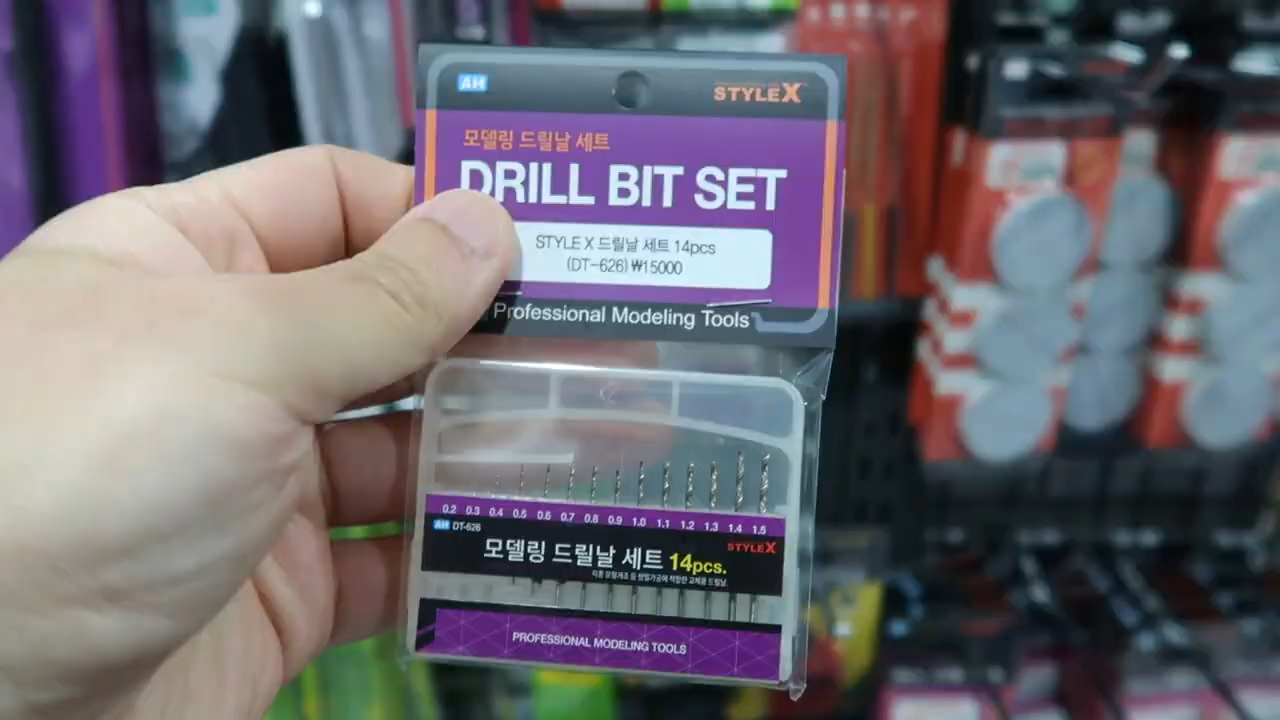 AH
STYLE X
모델링 드릴날 세트
DRILL BIT SET
STYLE X 드릴날 세트 14pcs
(DT-626) ₩15000
Professional Modeling Tools
0.2 0.3 0.4 0.5 0.6 0.7 0.8 0.9 1.0 1.1 1.2 1.3 1.4 1.5
AH DT-626
STYLE X
모델링 드릴날 세트 14pcs.
PROFESSIONAL MODELING TOOLS